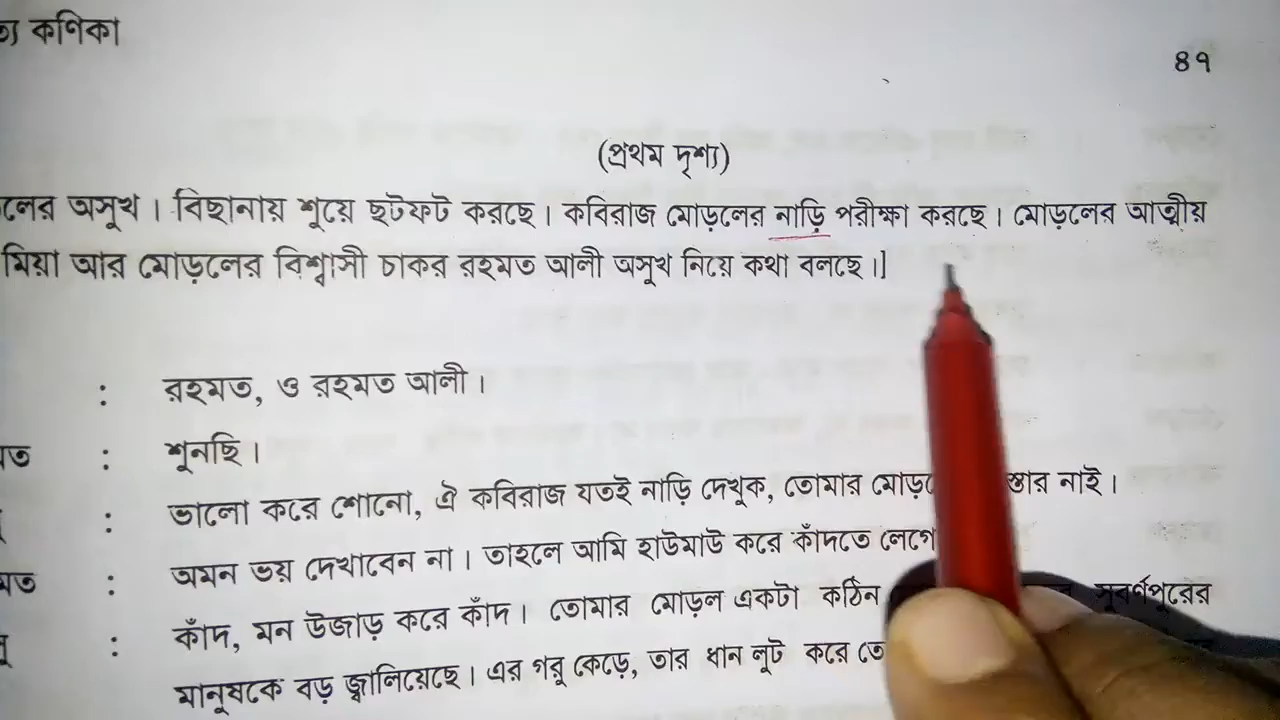 কণিকা
৪৭
(প্রথম দৃশ্য)
অসুখ। বিছানায় শুয়ে ছটফট করছে। কবিরাজ মোড়লের নাড়ি পরীক্ষা করছে। মোড়লের আত্মীয়
মিয়া আর মোড়লের বিশ্বাসী চাকর রহমত আলী অসুখ নিয়ে কথা বলছে।]
: রহমত, ও রহমত আলী।
: শুনছি।
: ভালো করে শোনো, ঐ কবিরাজ যতই নাড়ি দেখুক, তোমার নাই।
: অমন ভয় দেখাবেন না। তাহলে আমি হাউমাউ করে কাঁদতে
: কাঁদ, মন উজাড় করে কাঁদ। তোমার মোড়ল একটা কঠিন সুবর্ণপুরের
মানুষকে বড় জ্বালিয়েছে। এর গরু কেড়ে, তার ধান লুট করে